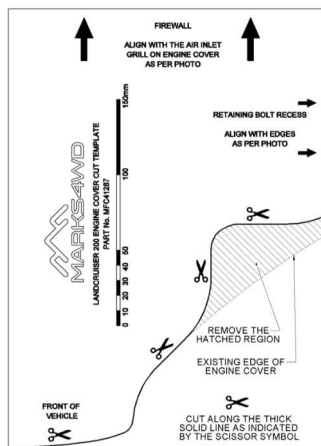 FIREWALL
ALIGN WITH THE AIR INLET
GRILL ON ENGINE COVER
AS PER PHOTO
RETAINING BOLT RECESS
ALIGN WITH EDGES
AS PER PHOTO
MARKS4WD
LANDCRUISER 200 ENGINE COVER CUT TEMPLATE
PART No. MFC41287
150mm
100
50
40
30
20
10
0
REMOVE THE
HATCHED REGION
EXISTING EDGE OF
ENGINE COVER
FRONT OF
VEHICLE
CUT ALONG THE THICK
SOLID LINE AS INDICATED
BY THE SCISSOR SYMBOL